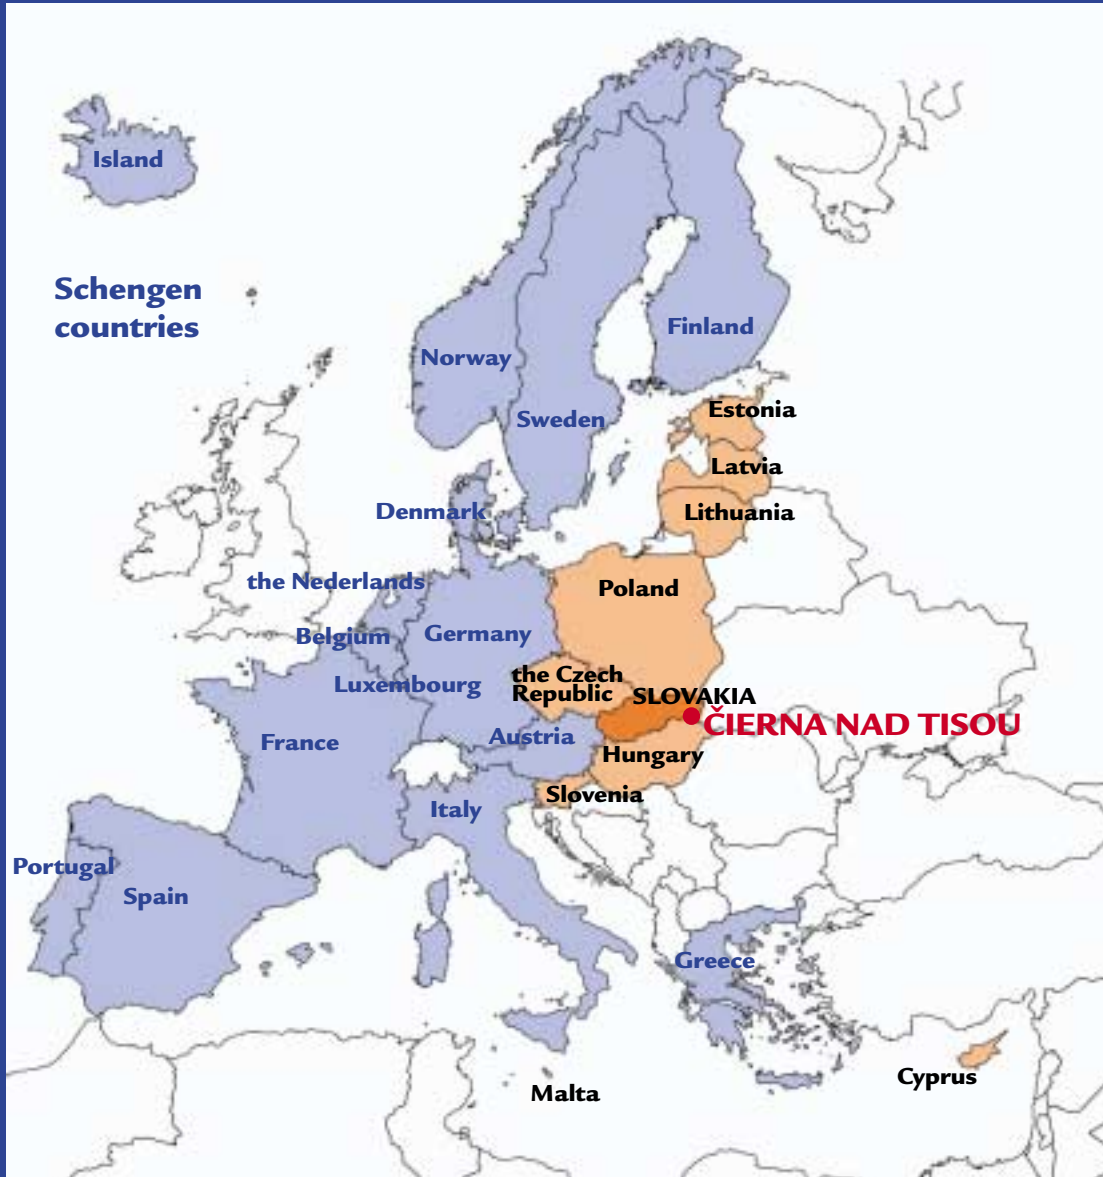 Island
Schengen
countries
Finland
Norway
Estonia
Sweden
Latvia
Denmark
Lithuania
the Nederlands
Poland
Belgium
Germany
the Czech
Republic
Luxembourg
SLOVAKIA
ČIERNA NAD TISOU
France
Austria
Hungary
Slovenia
Italy
Portugal
Spain
Greece
Cyprus
Malta